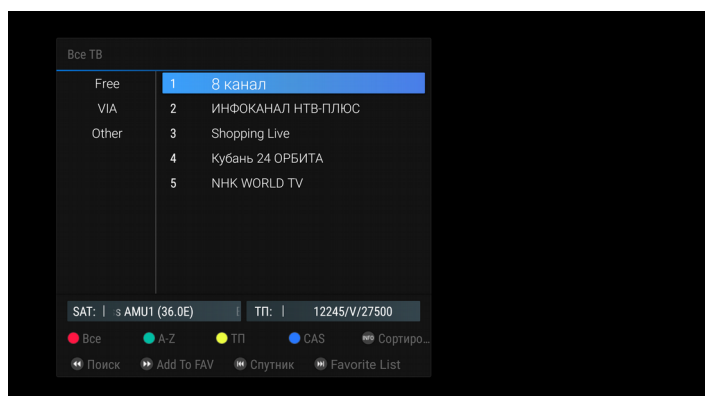 Все ТВ
Free
VIA
Other
1 8 канал
2 ИНФОКАНАЛ НТВ-ПЛЮС
3 Shopping Live
4 Кубань 24 ОРБИТА
5 NHK WORLD TV
SAT: s AMU1 (36.0E) ТП: 12245/V/27500
Все A-Z ТП CAS INFO Сортиро...
Поиск Add To FAV Спутник Favorite List